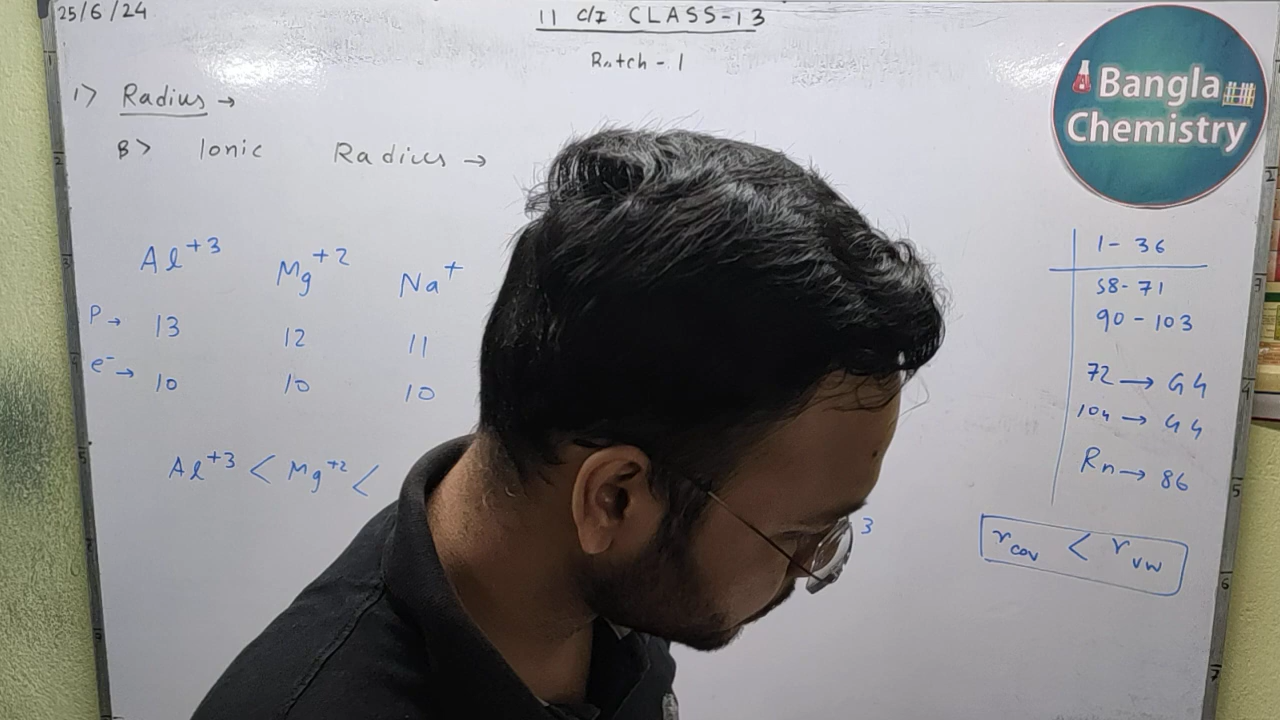 25/6/24
11 C/I CLASS-13
Batch - 1
1> Radius →
B> Ionic Radius →
Al+3 Mg+2 Na+
P → 13 12 11
e- → 10 10 10
Al+3 < Mg+2 <
3
Bangla
Chemistry
1 - 36
58 - 71
90 - 103
72 → G4
104 → G4
Rn → 86
rcov < rvw